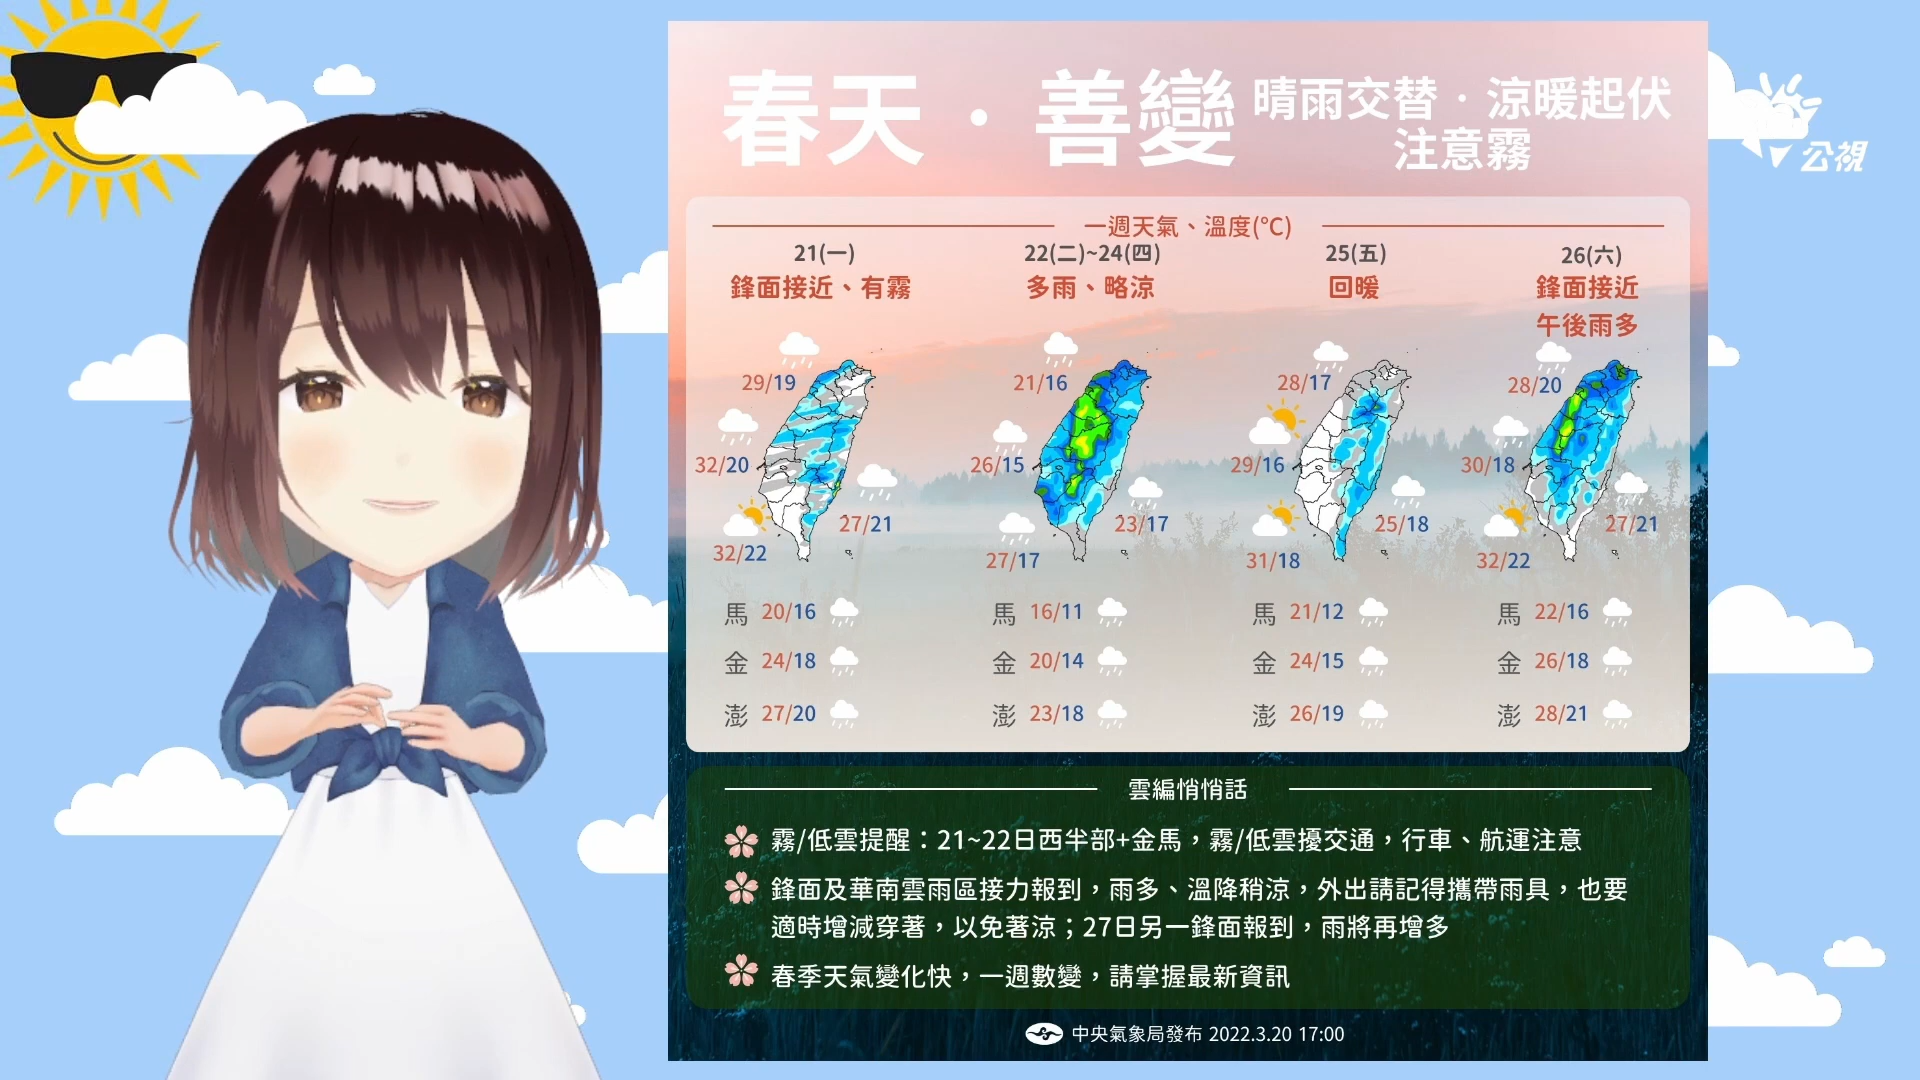 春天・善變
晴雨交替・涼暖起伏
注意霧
公視
一週天氣、溫度(℃)
21(一)
鋒面接近、有霧
29/19
32/20
27/21
32/22
馬 20/16
金 24/18
澎 27/20
22(二)~24(四)
多雨、略涼
21/16
26/15
23/17
27/17
馬 16/11
金 20/14
澎 23/18
25(五)
回暖
28/17
29/16
25/18
31/18
馬 21/12
金 24/15
澎 26/19
26(六)
鋒面接近
午後雨多
28/20
30/18
27/21
32/22
馬 22/16
金 26/18
澎 28/21
雲編悄悄話
霧/低雲提醒：21~22日西半部+金馬，霧/低雲擾交通，行車、航運注意
鋒面及華南雲雨區接力報到，雨多、溫降稍涼，外出請記得攜帶雨具，也要
適時增減穿著，以免著涼；27日另一鋒面報到，雨將再增多
春季天氣變化快，一週數變，請掌握最新資訊
中央氣象局發布 2022.3.20 17:00